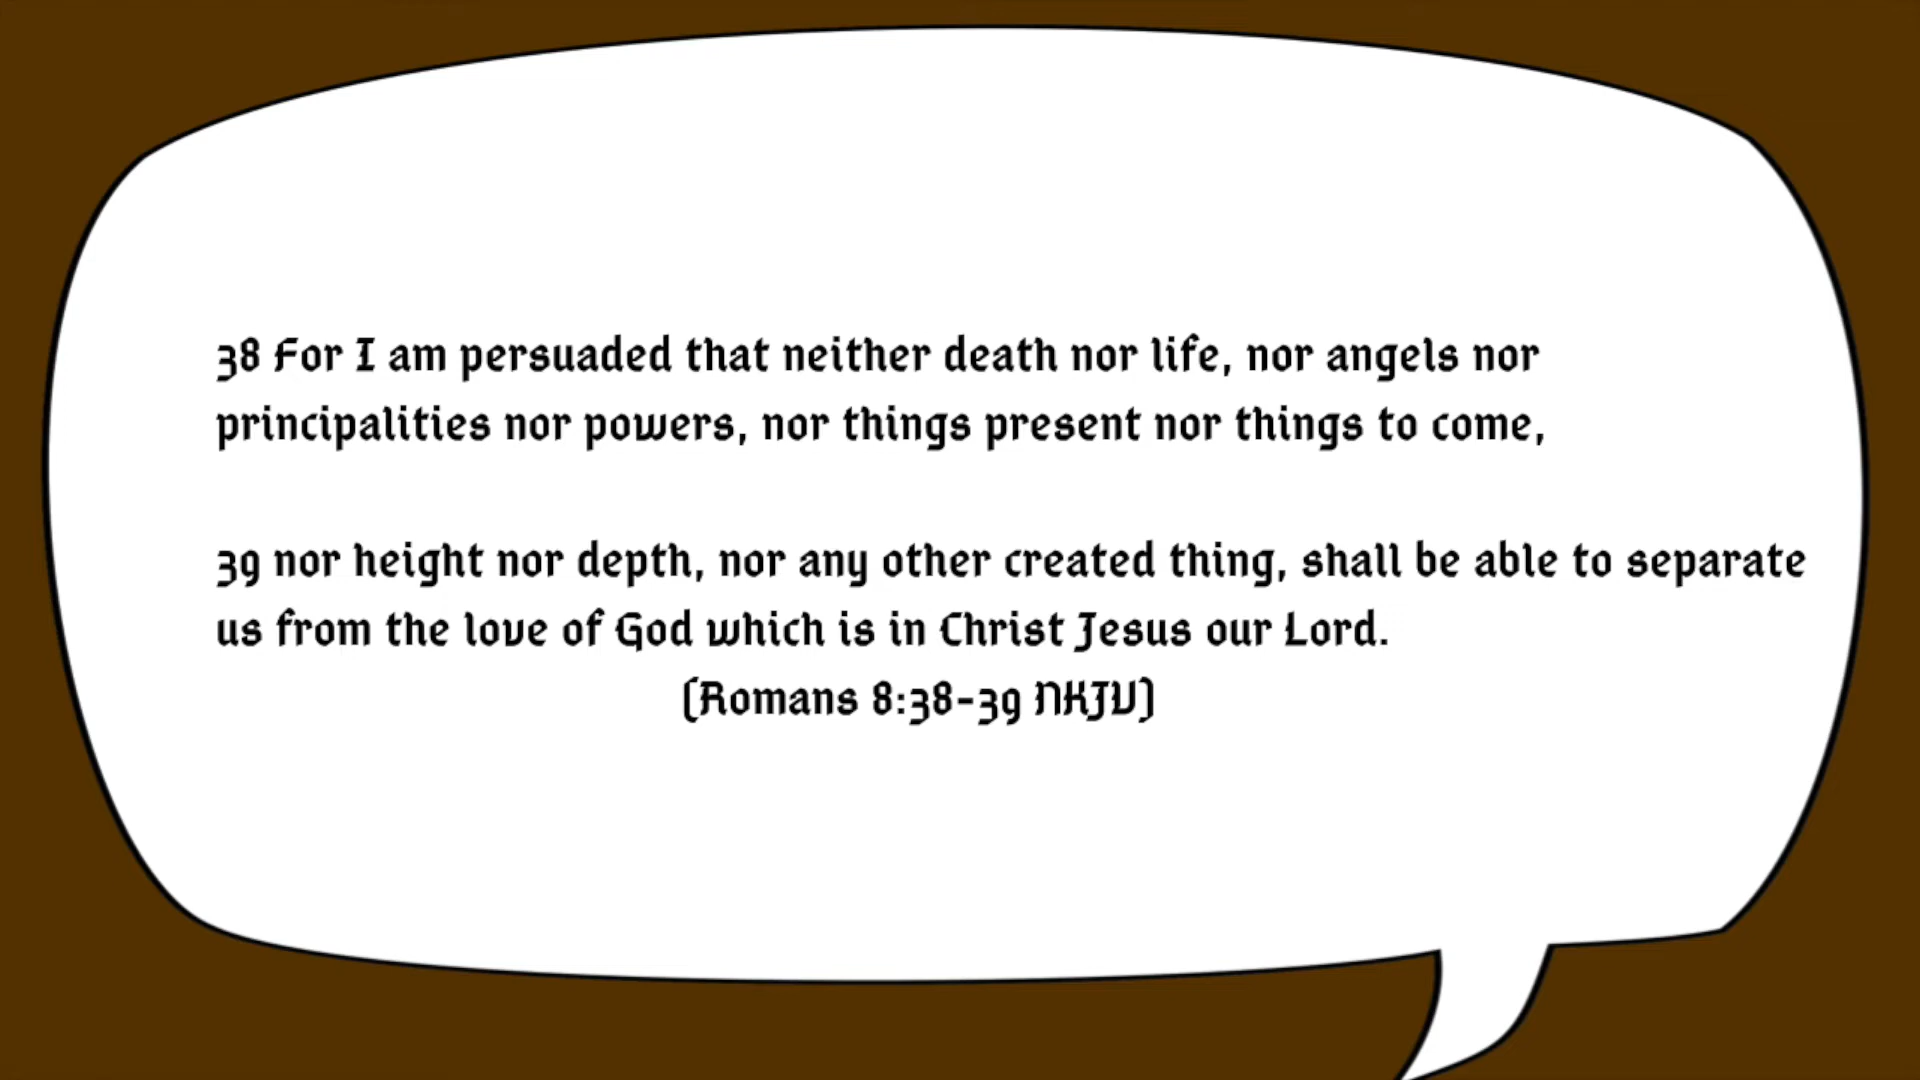 38 For I am persuaded that neither death nor life, nor angels nor
principalities nor powers, nor things present nor things to come,
39 nor height nor depth, nor any other created thing, shall be able to separate
us from the love of God which is in Christ Jesus our Lord.
(Romans 8:38-39 NKJV)